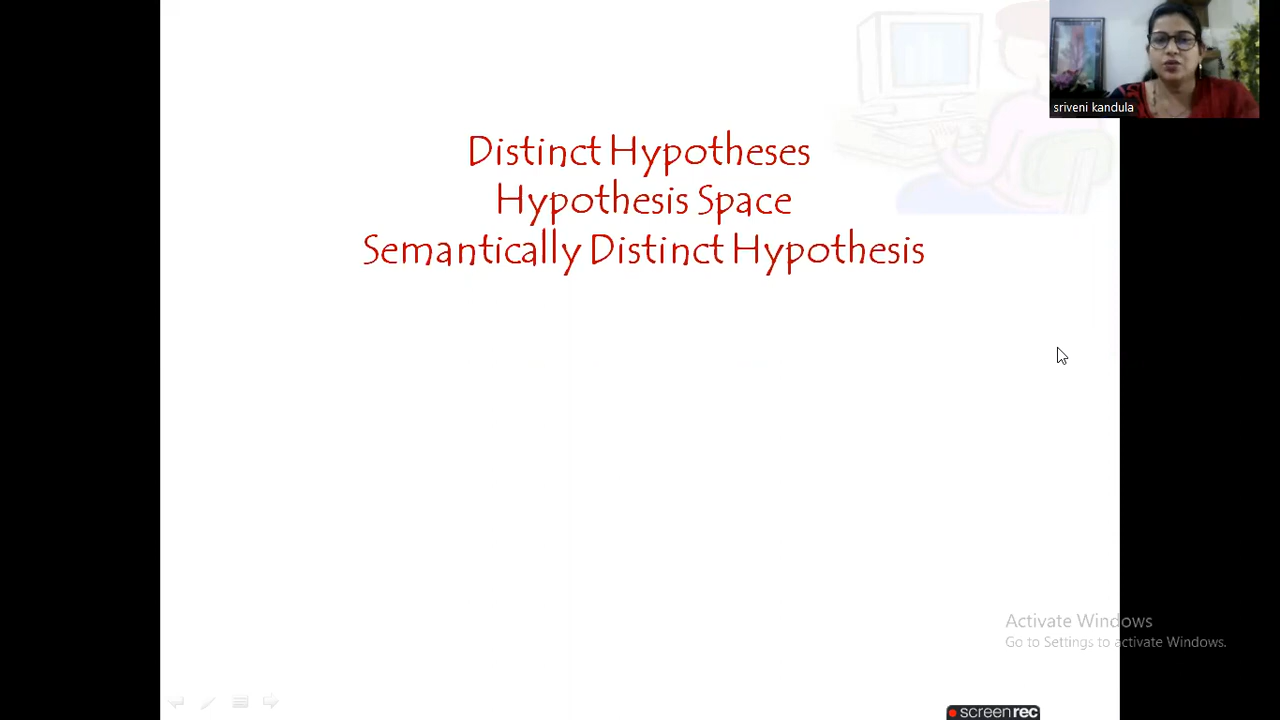 sriveni kandula
Distinct Hypotheses
Hypothesis Space
Semantically Distinct Hypothesis
Activate Windows
Go to Settings to activate Windows.
screenrec